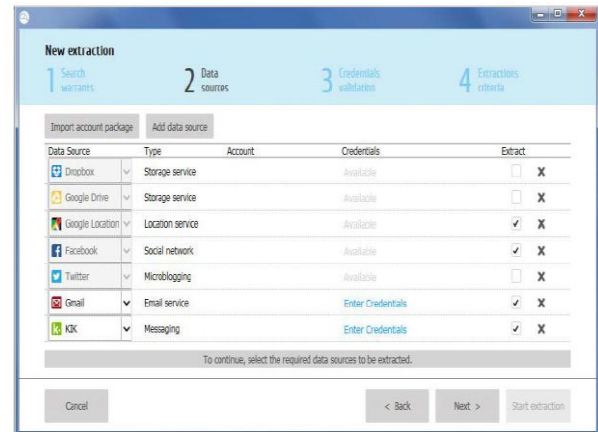 New extraction
1 Search warrants
2 Data sources
3 Credentials validation
4 Extractions criteria
Import account package Add data source
Data Source Type Account Credentials Extract
Dropbox Storage service Available X
Google Drive Storage service Available X
Google Location Location service Available ✓ X
Facebook Social network Available ✓ X
Twitter Microblogging Available X
Gmail Email service Enter Credentials ✓ X
KIK Messaging Enter Credentials ✓ X
To continue, select the required data sources to be extracted.
Cancel < Back Next > Start extraction